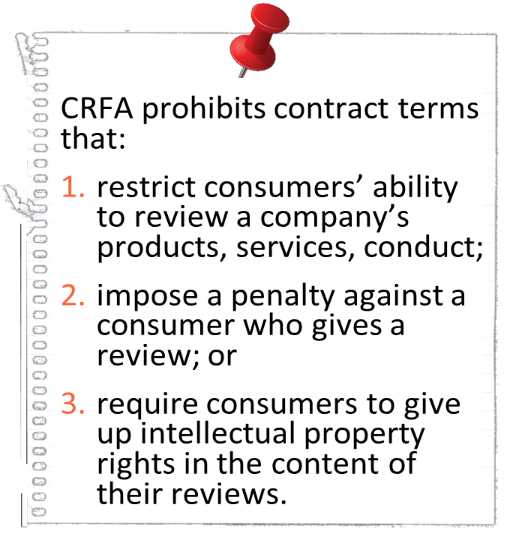 CRFA prohibits contract terms
that:
1. restrict consumers’ ability
to review a company’s
products, services, conduct;
2. impose a penalty against a
consumer who gives a
review; or
3. require consumers to give
up intellectual property
rights in the content of
their reviews.